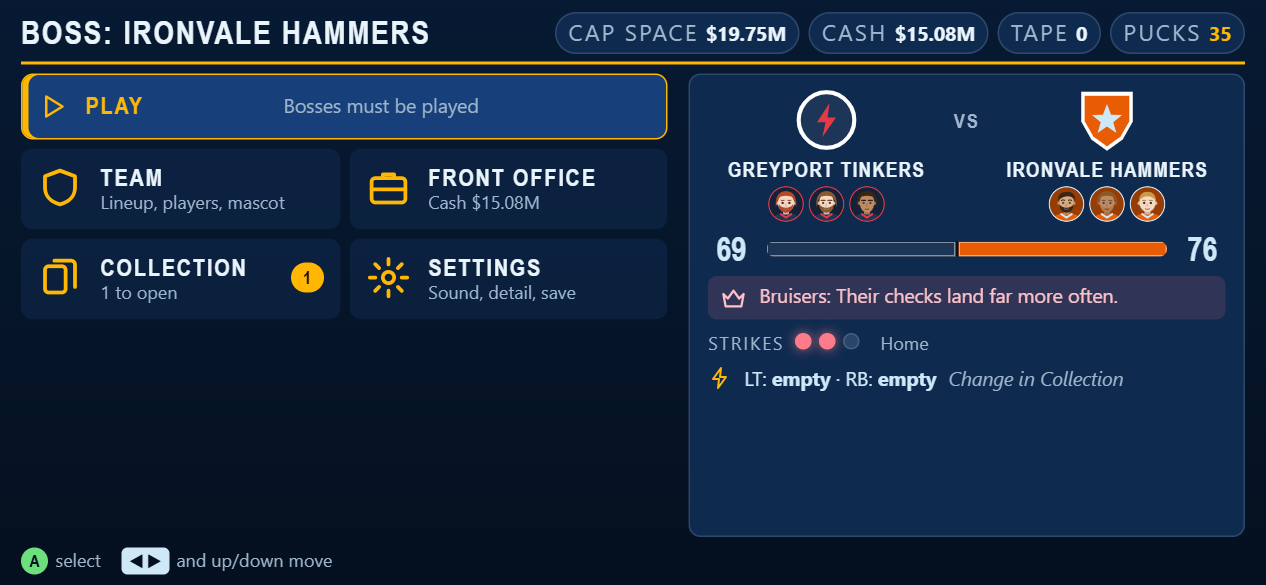 BOSS: IRONVALE HAMMERS
CAP SPACE $19.75M
CASH $15.08M
TAPE 0
PUCKS 35
PLAY
Bosses must be played
TEAM
Lineup, players, mascot
FRONT OFFICE
Cash $15.08M
COLLECTION
1 to open
1
SETTINGS
Sound, detail, save
VS
GREYPORT TINKERS
IRONVALE HAMMERS
69
76
Bruisers: Their checks land far more often.
STRIKES
Home
LT: empty · RB: empty Change in Collection
A select
and up/down move